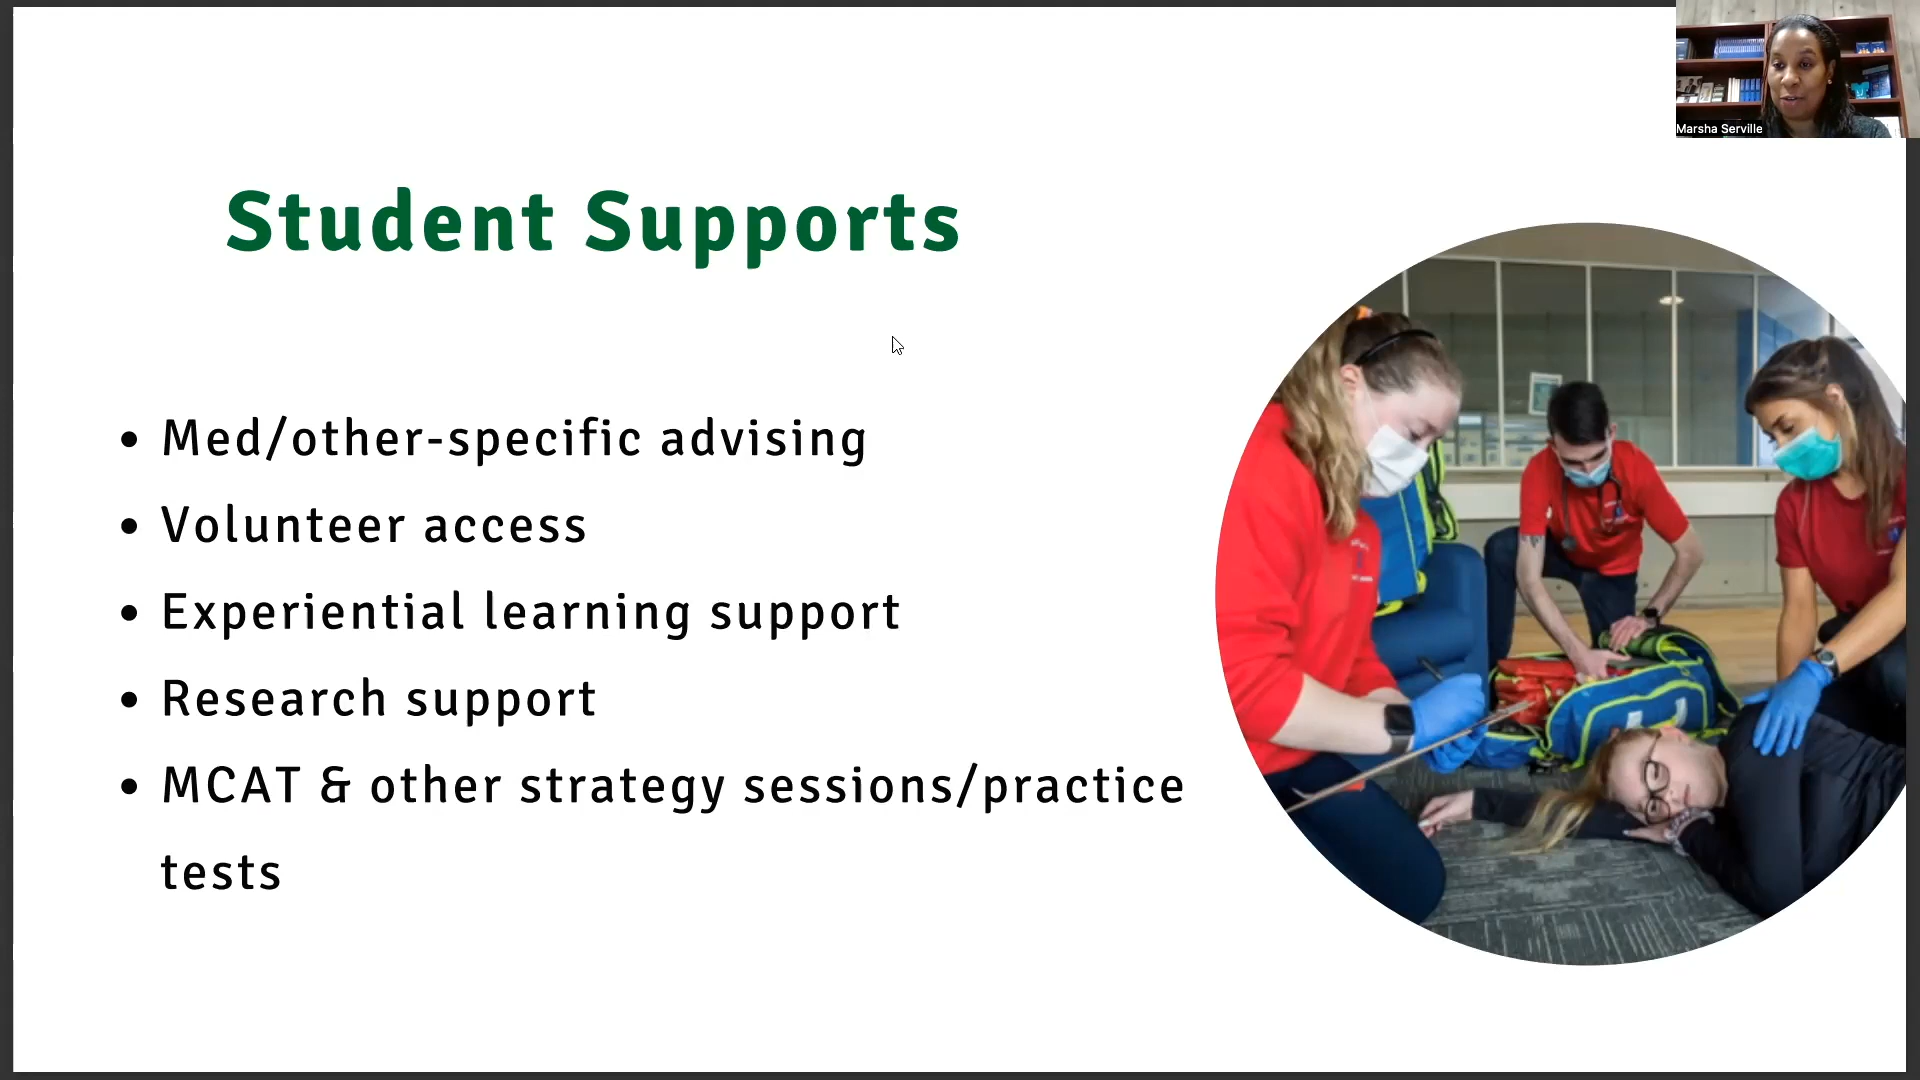 Marsha Serville
Student Supports
• Med/other-specific advising
• Volunteer access
• Experiential learning support
• Research support
• MCAT & other strategy sessions/practice
tests